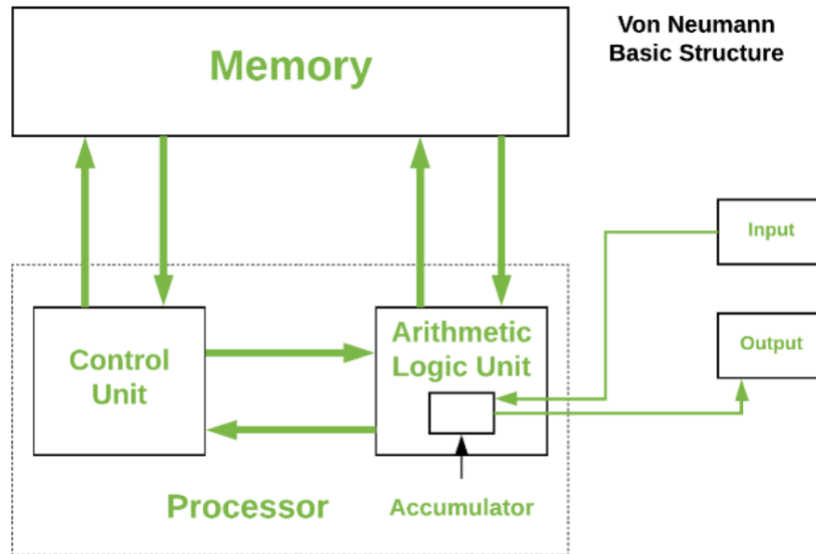 Von Neumann
Basic Structure
Memory
Input
Output
Control
Unit
Arithmetic
Logic Unit
Accumulator
Processor